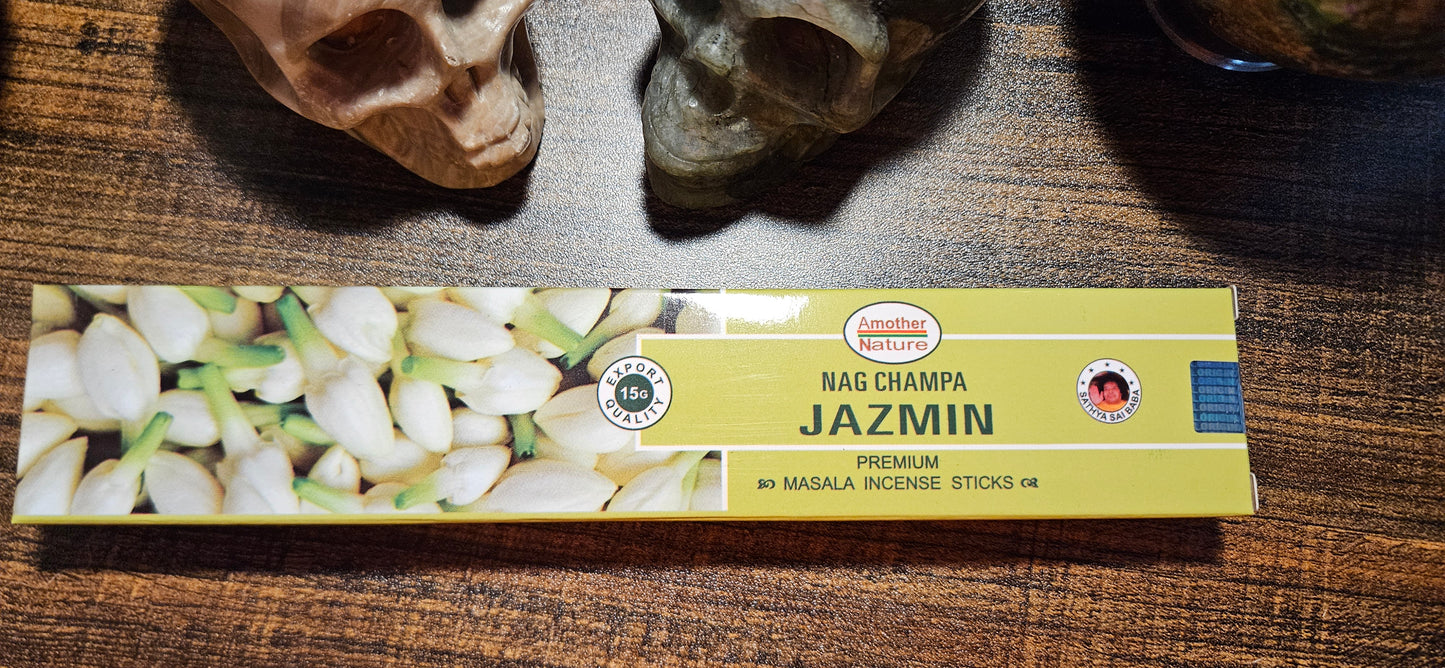 Amother
Nature
EXPORT
15G
QUALITY
NAG CHAMPA
JAZMIN
SATHYA SAI BABA
PREMIUM
MASALA INCENSE STICKS